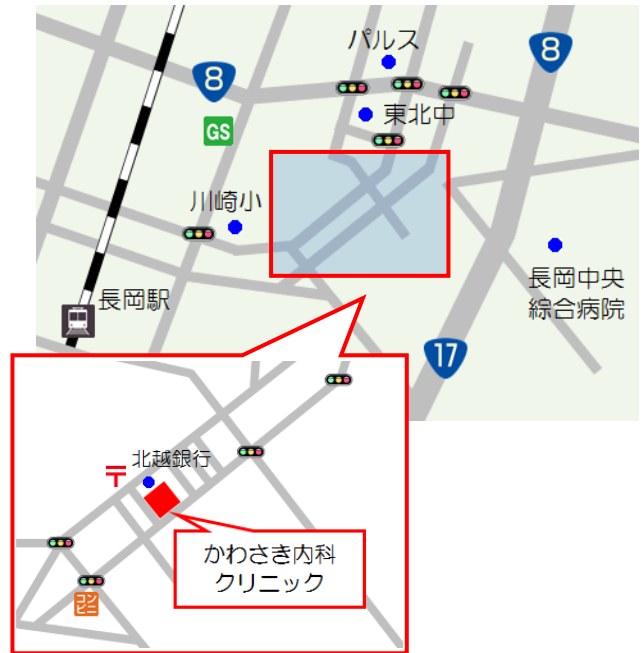 パルス
8
8
東北中
GS
川崎小
長岡中央
綜合病院
長岡駅
17
北越銀行
〒
かわさき内科
クリニック